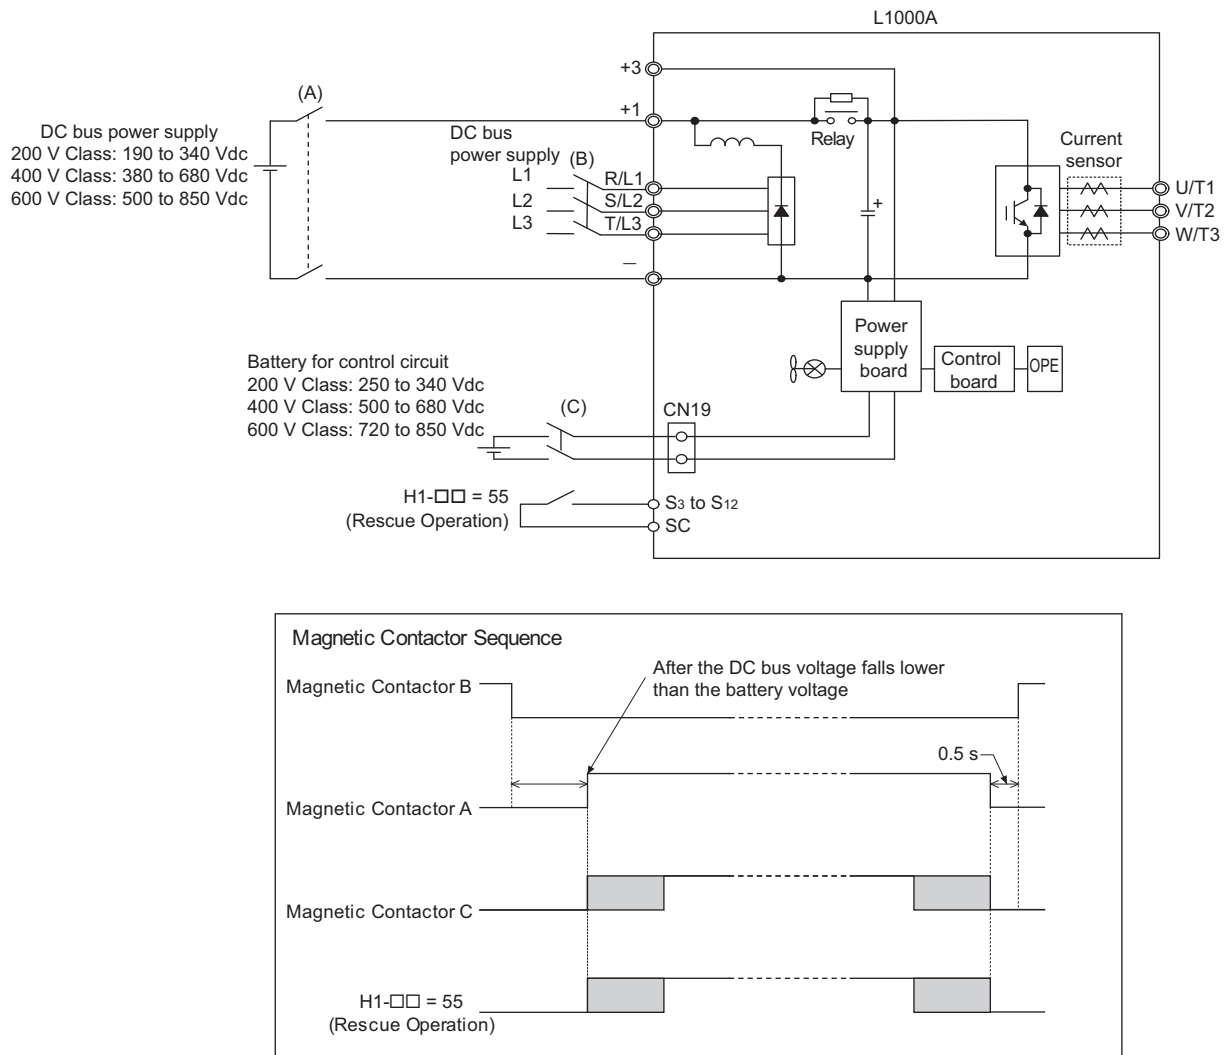 L1000A
+3
(A)
+1
DC bus power supply
200 V Class: 190 to 340 Vdc
400 V Class: 380 to 680 Vdc
600 V Class: 500 to 850 Vdc
DC bus
power supply
(B)
L1
L2
L3
R/L1
S/L2
T/L3
Relay
+
Current
sensor
U/T1
V/T2
W/T3
–
Power
supply
board
Control
board
OPE
Battery for control circuit
200 V Class: 250 to 340 Vdc
400 V Class: 500 to 680 Vdc
600 V Class: 720 to 850 Vdc
(C)
CN19
H1-□□ = 55
(Rescue Operation)
S3 to S12
SC
Magnetic Contactor Sequence
After the DC bus voltage falls lower
than the battery voltage
Magnetic Contactor B
0.5 s
Magnetic Contactor A
Magnetic Contactor C
H1-□□ = 55
(Rescue Operation)